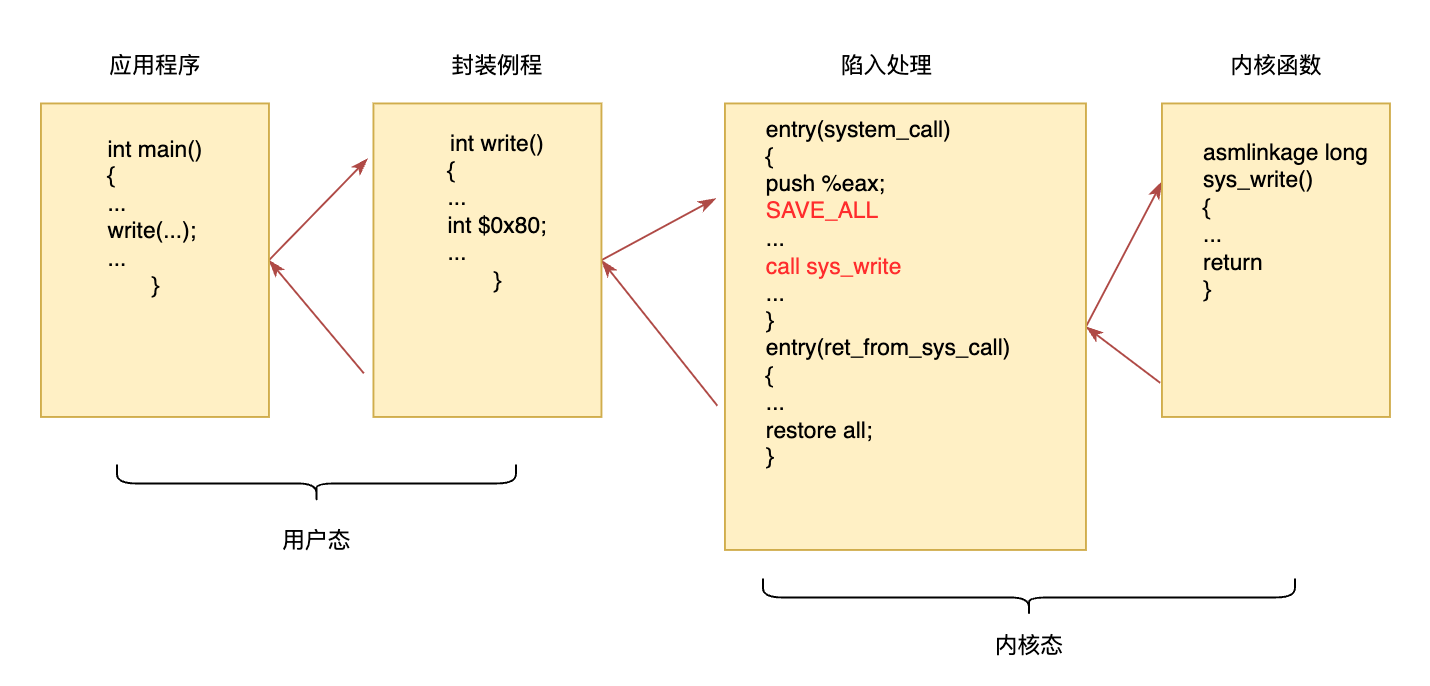 应用程序
int main()
{
...
write(...);
...
}
封装例程
int write()
{
...
int $0x80;
...
}
陷入处理
entry(system_call)
{
push %eax;
SAVE_ALL
...
call sys_write
...
}
entry(ret_from_sys_call)
{
...
restore all;
}
内核函数
asmlinkage long
sys_write()
{
...
return
}
用户态
内核态